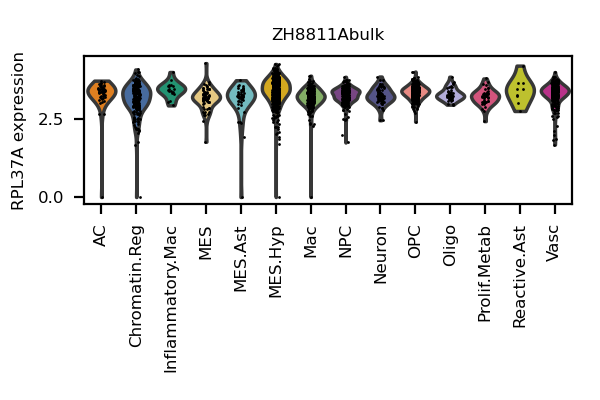 ZH8811Abulk
RPL37A expression
2.5
0.0
AC
Chromatin.Reg
Inflammatory.Mac
MES
MES.Ast
MES.Hyp
Mac
NPC
Neuron
OPC
Oligo
Prolif.Metab
Reactive.Ast
Vasc